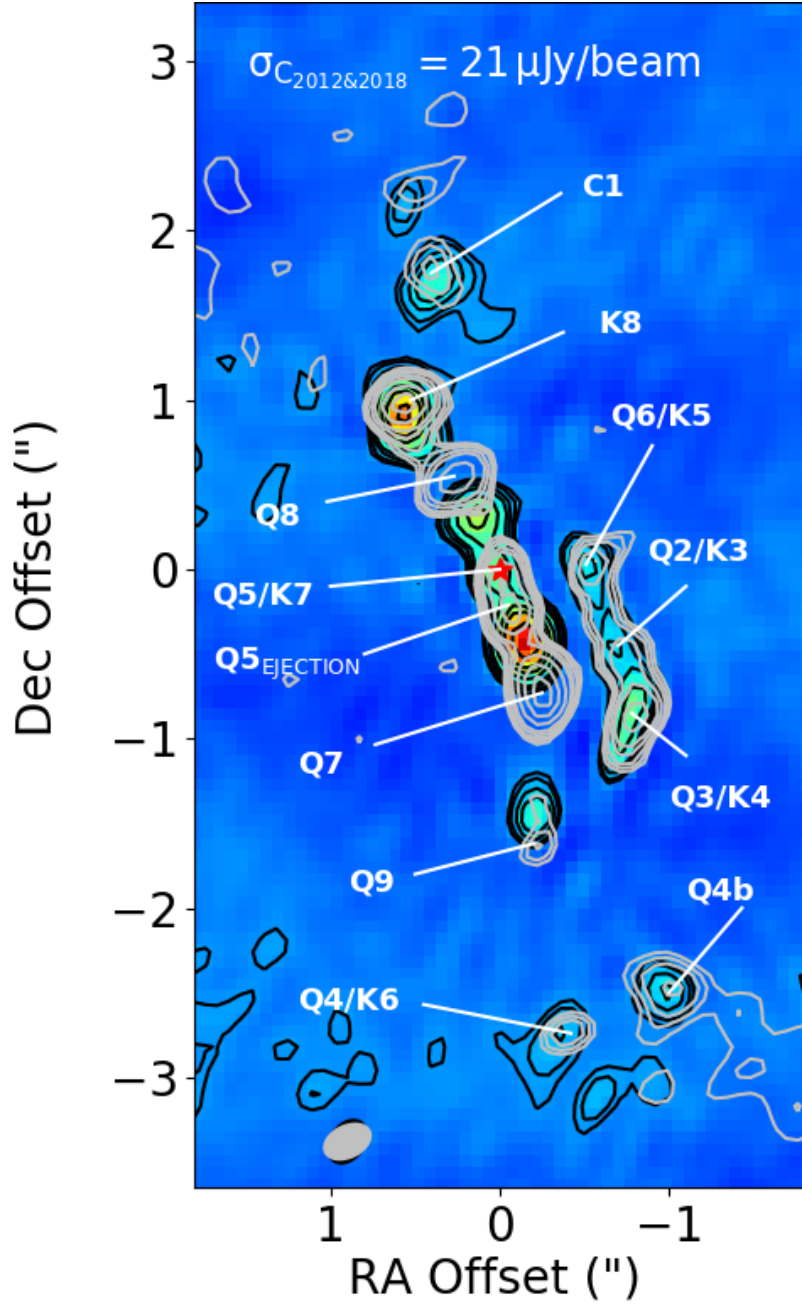 σC2012&2018 = 21 μJy/beam
C1
K8
Q6/K5
Q8
Q2/K3
Q5/K7
Q5EJECTION
Q7
Q3/K4
Q9
Q4b
Q4/K6
3
2
1
0
−1
−2
−3
Dec Offset (")
1 0 −1
RA Offset (")